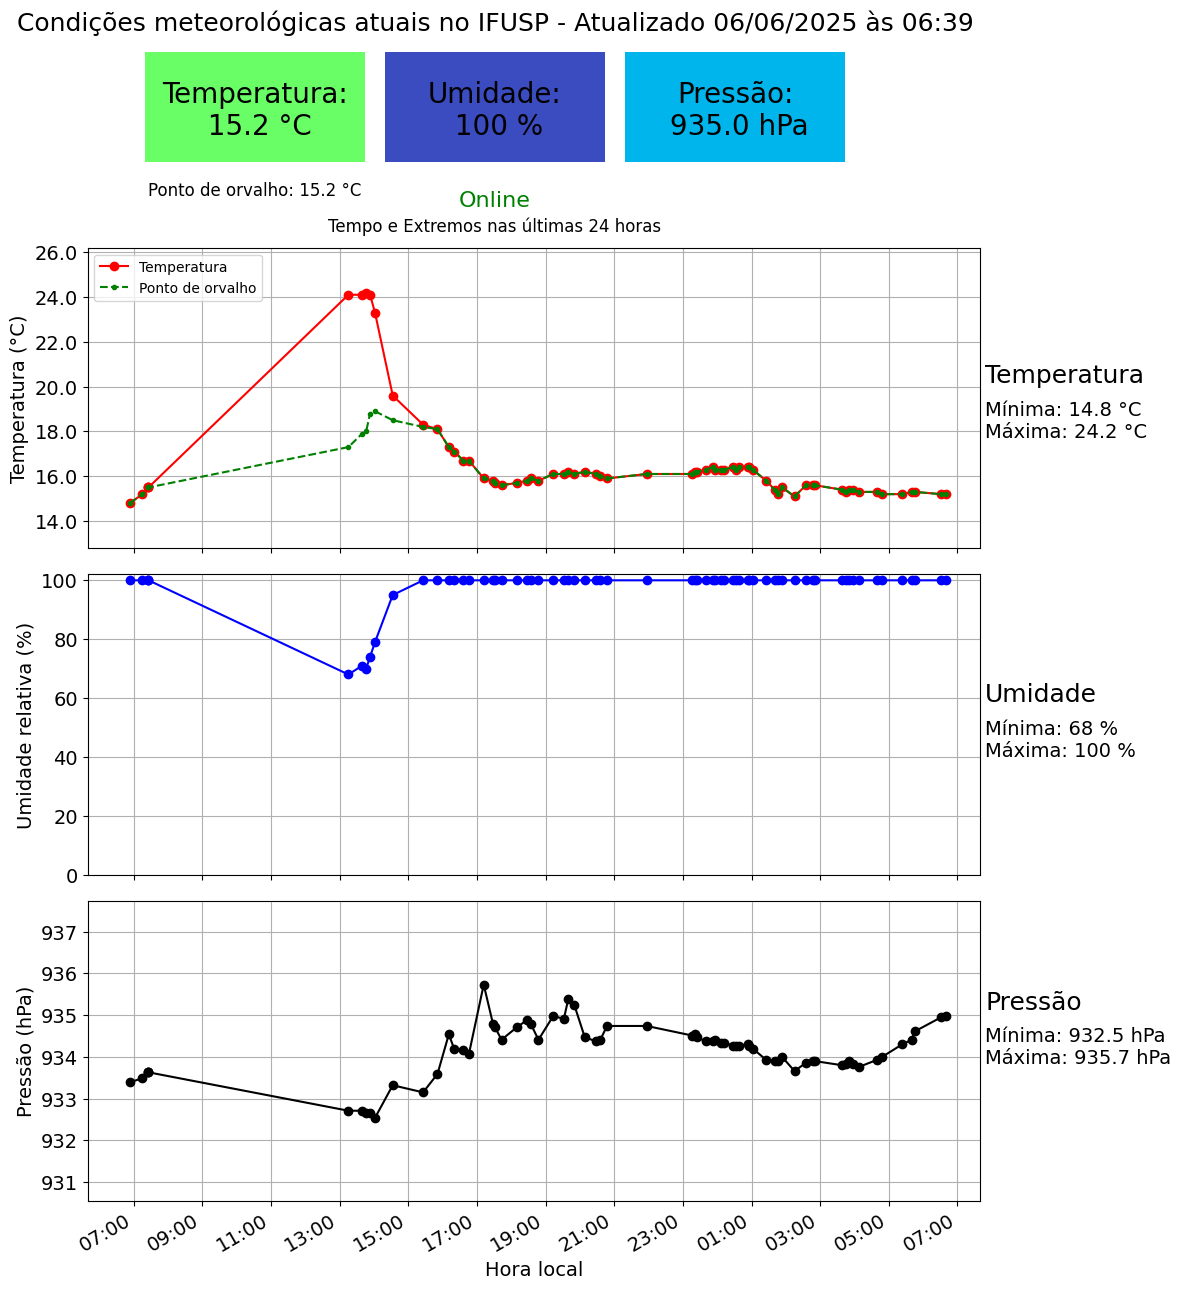 Condições meteorológicas atuais no IFUSP - Atualizado 06/06/2025 às 06:39
Temperatura:
15.2 °C
Umidade:
100 %
Pressão:
935.0 hPa
Ponto de orvalho: 15.2 °C
Online
Tempo e Extremos nas últimas 24 horas
Temperatura (°C)
26.0
24.0
22.0
20.0
18.0
16.0
14.0
Temperatura
Ponto de orvalho
Temperatura
Mínima: 14.8 °C
Máxima: 24.2 °C
Umidade relativa (%)
100
80
60
40
20
0
Umidade
Mínima: 68 %
Máxima: 100 %
Pressão (hPa)
937
936
935
934
933
932
931
Pressão
Mínima: 932.5 hPa
Máxima: 935.7 hPa
07:00
09:00
11:00
13:00
15:00
17:00
19:00
21:00
23:00
01:00
03:00
05:00
07:00
Hora local